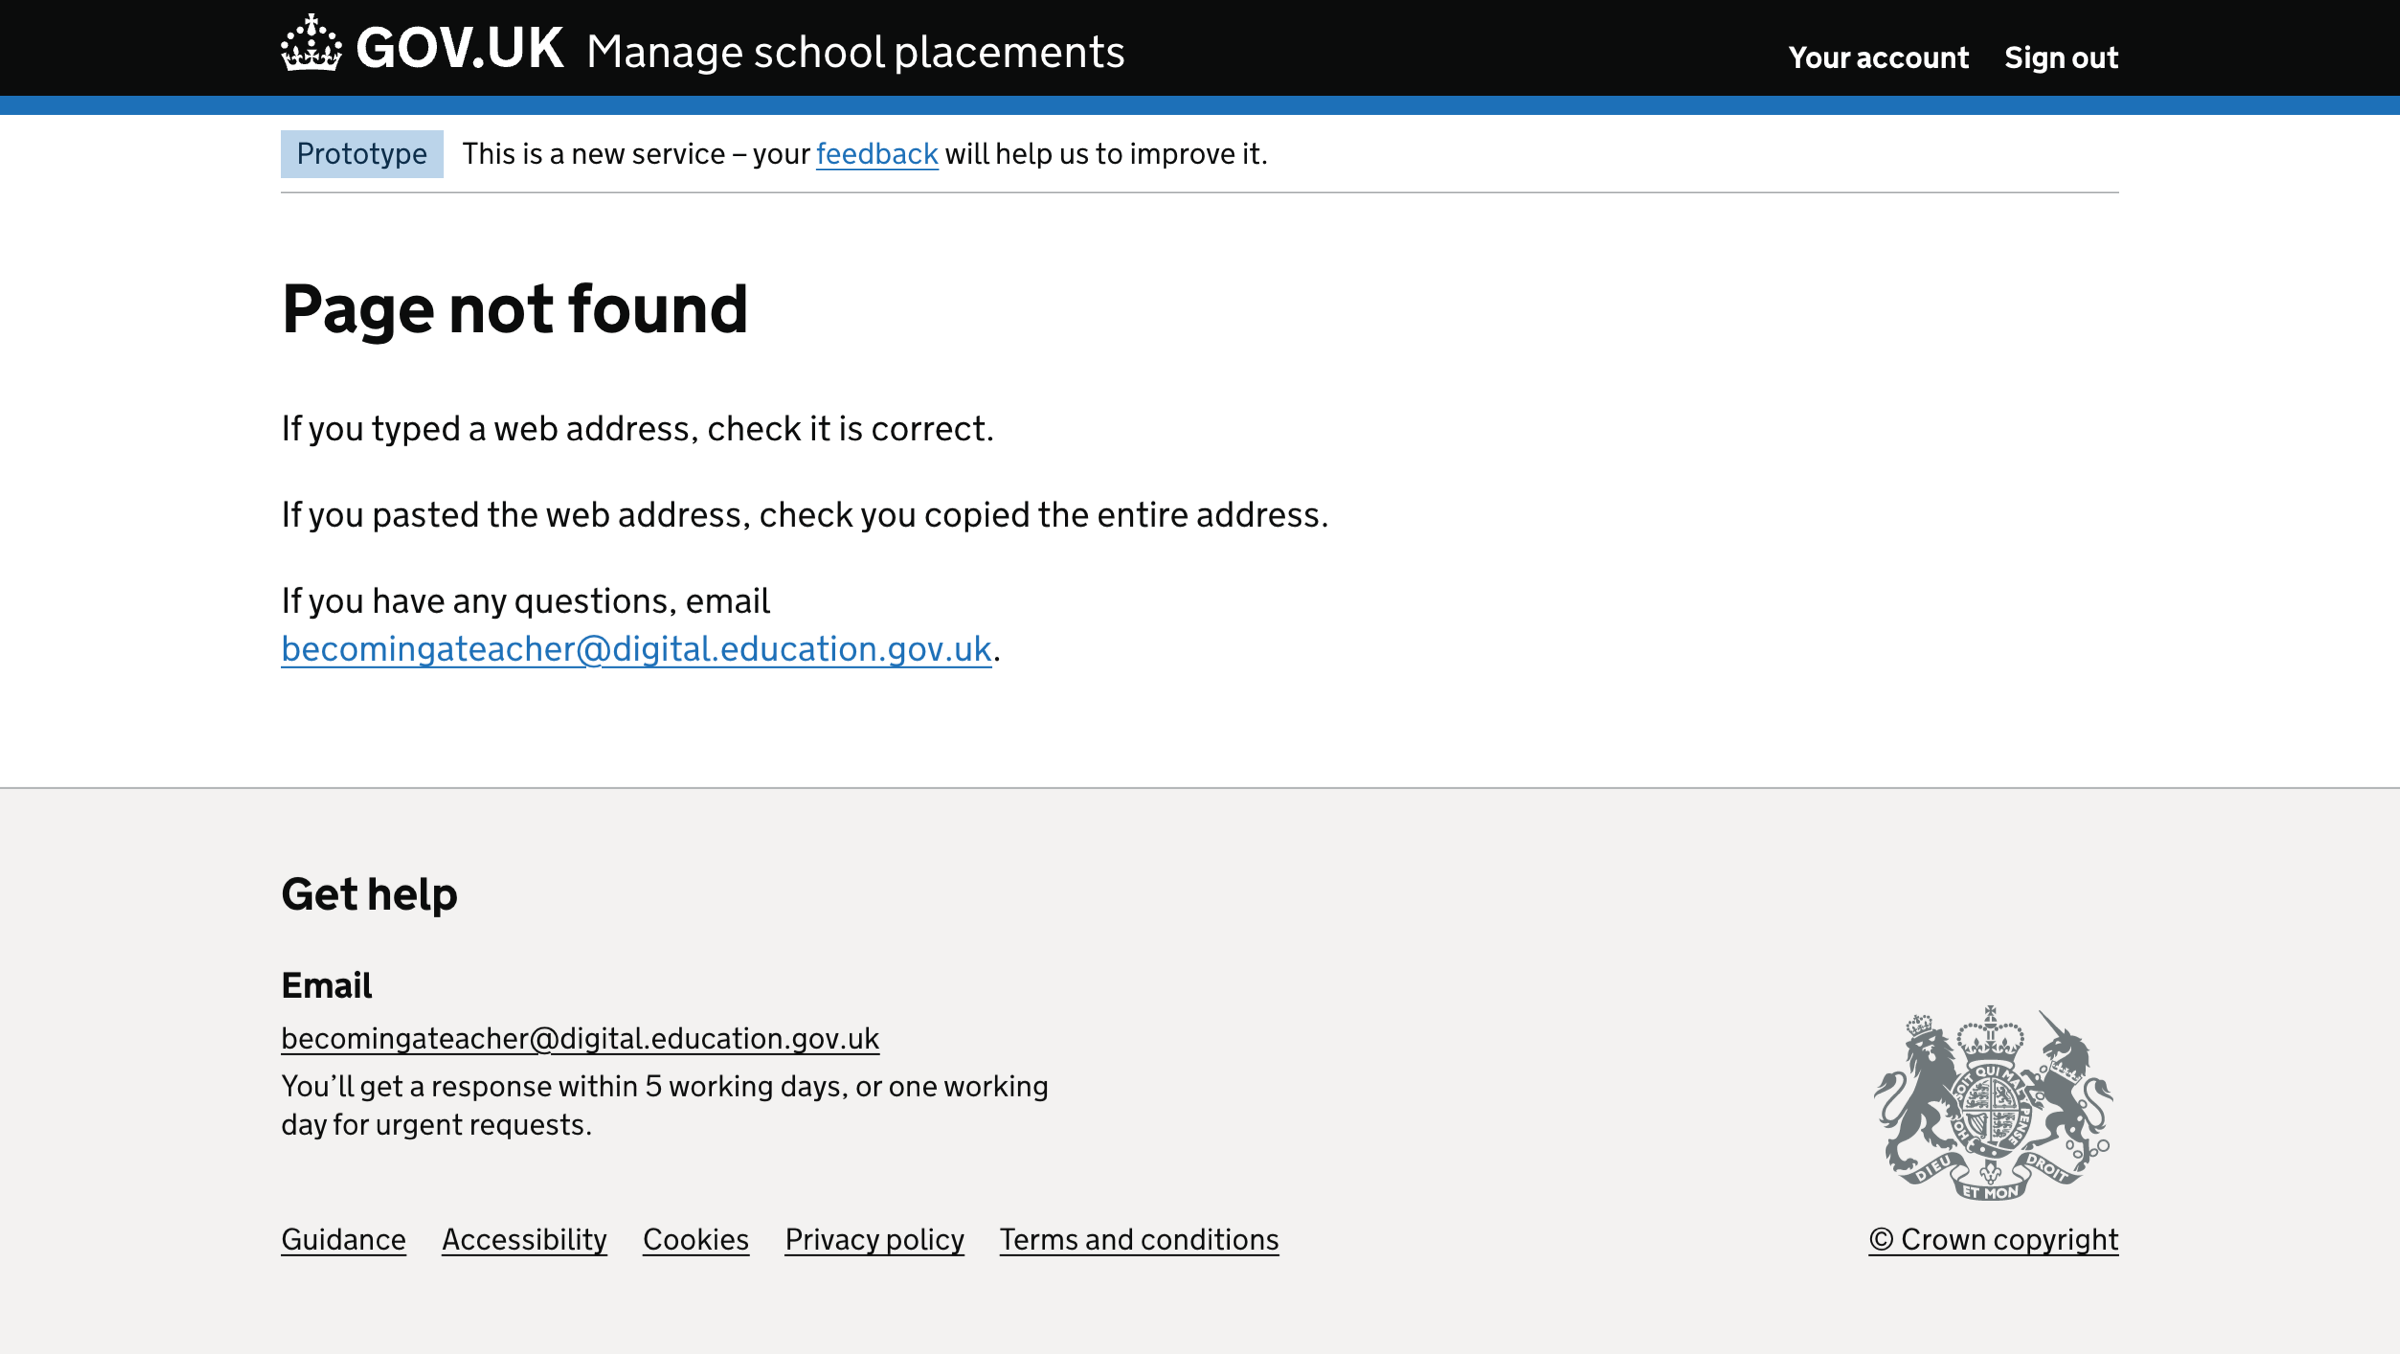 GOV.UK Manage school placements
Your account Sign out
Prototype This is a new service – your feedback will help us to improve it.
Page not found
If you typed a web address, check it is correct.
If you pasted the web address, check you copied the entire address.
If you have any questions, email
becomingateacher@digital.education.gov.uk.
Get help
Email
becomingateacher@digital.education.gov.uk
You’ll get a response within 5 working days, or one working
day for urgent requests.
SOIT QUI MAL Y PENSE
HON
DIEU ET MON DROIT
Guidance Accessibility Cookies Privacy policy Terms and conditions
© Crown copyright